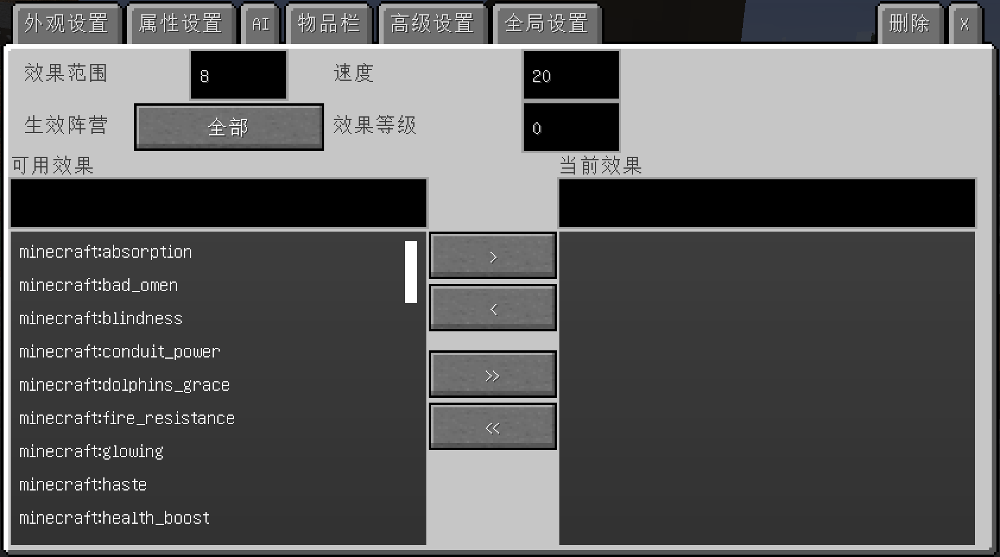 外观设置 属性设置 AI 物品栏 高级设置 全局设置 删除 X
效果范围 8 速度 20
生效阵营 全部 效果等级 0
可用效果 当前效果
minecraft:absorption
>
minecraft:bad_omen
<
minecraft:blindness
minecraft:conduit_power
>>
minecraft:dolphins_grace
minecraft:fire_resistance
<<
minecraft:glowing
minecraft:haste
minecraft:health_boost